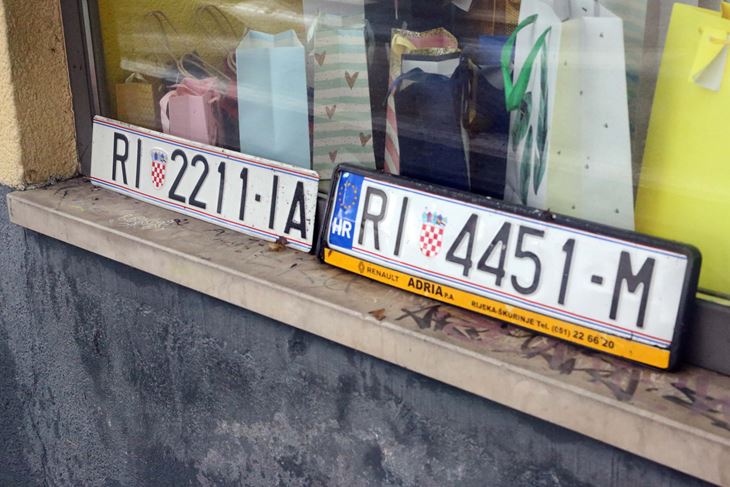 RI 2211-IA
HR
RI 4451-M
RENAULT ADRIA P.A RIJEKA-ŠKURINJE Tel. (051) 22 66 20